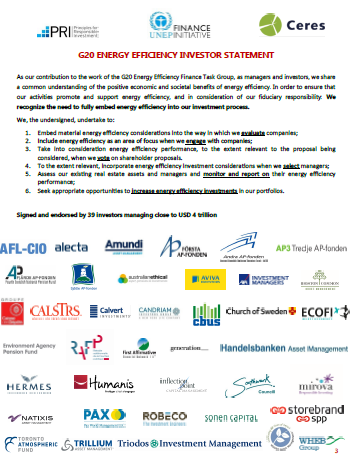 PRI Principles for
Responsible
Investment
FINANCE
UNEP INITIATIVE
Ceres
G20 ENERGY EFFICIENCY INVESTOR STATEMENT
As our contribution to the work of the G20 Energy Efficiency Finance Task Group, as managers and investors, we share
a common understanding of the positive economic and societal benefits of energy efficiency. In order to ensure that
our activities promote and support energy efficiency, and in consideration of our fiduciary responsibility: We
recognize the need to fully embed energy efficiency into our investment process.
We, the undersigned, undertake to:
1. Embed material energy efficiency considerations into the way in which we evaluate companies;
2. Include energy efficiency as an area of focus when we engage with companies;
3. Take into consideration energy efficiency performance, to the extent relevant to the proposal being
considered, when we vote on shareholder proposals.
4. To the extent relevant, incorporate energy efficiency investment considerations when we select managers;
5. Assess our existing real estate assets and managers and monitor and report on their energy efficiency
performance;
6. Seek appropriate opportunities to increase energy efficiency investments in our portfolios.
Signed and endorsed by 39 investors managing close to USD 4 trillion
AFL-CIO alecta Amundi FÖRSTA AP-FONDEN Andra AP-fonden AP3 Tredje AP-fonden
FJÄRDE AP-FONDEN australianethical AVIVA INVESTMENT MANAGERS BOSTON COMMON
GROUPE CALSTRS Calvert INVESTMENTS CANDRIAM cbus Church of Sweden ECOFI
Environment Agency
Pension Fund
First Affirmative generation Handelsbanken Asset Management
HERMES Humanis inflection point Southwark Council mirova
Responsible Investing
NATIXIS PAX ROBECO sonen capital storebrand
spp
TORONTO
ATMOSPHERIC
FUND
TRILLIUM ASSET MANAGEMENT Triodos Investment Management WHEB
Group
3